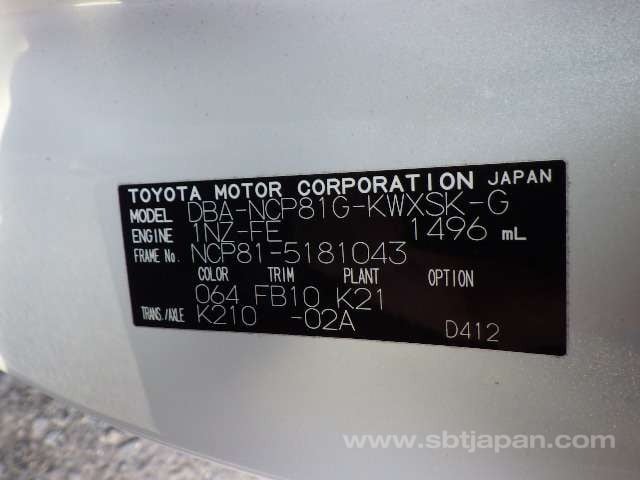 TOYOTA MOTOR CORPORATION JAPAN
MODEL DBA-NCP81G-KWXSK-G
ENGINE 1NZ-FE 1496 mL
FRAME No. NCP81-5181043
COLOR TRIM PLANT OPTION
064 FB10 K21
TRANS./AXLE K210 -02A
D412
www.sbtjapan.com